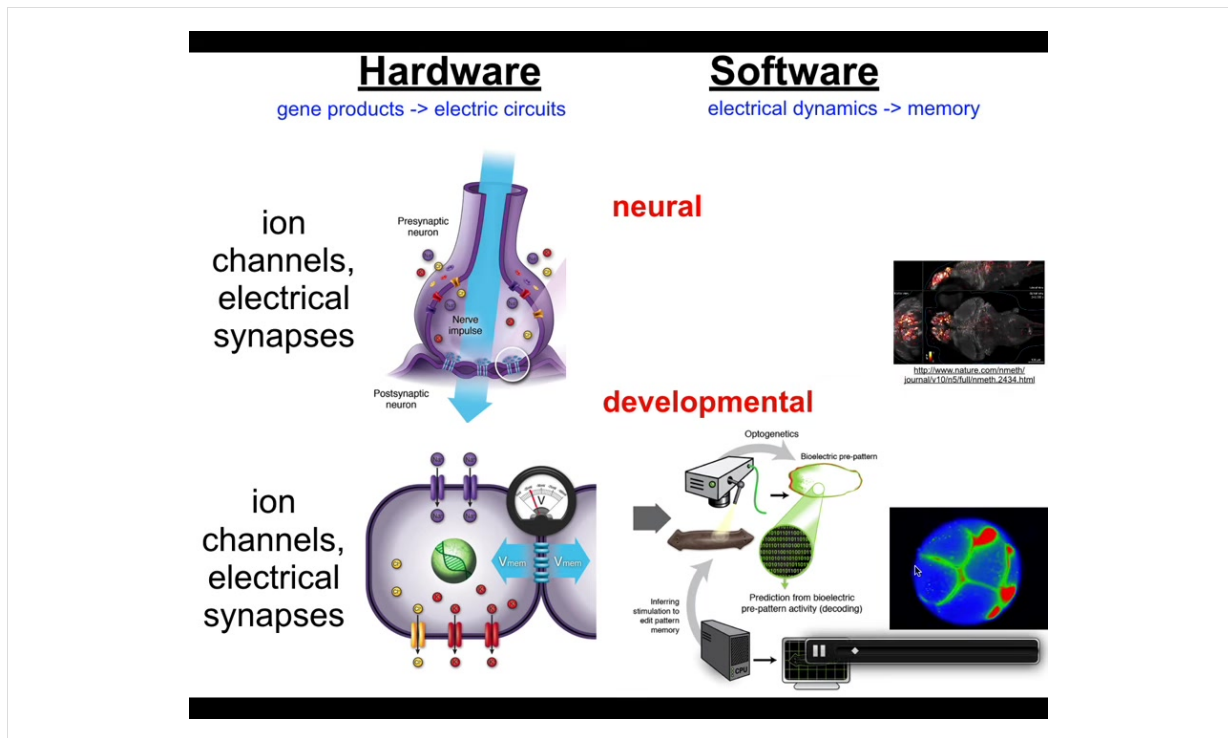 Hardware
gene products -> electric circuits
Software
electrical dynamics -> memory
ion
channels,
electrical
synapses
Presynaptic
neuron
Nerve
impulse
Postsynaptic
neuron
neural
http://www.nature.com/nmeth/
journal/v10/n5/full/nmeth.2434.html
developmental
ion
channels,
electrical
synapses
V
Vmem
Vmem
Optogenetics
Bioelectric pre-pattern
Prediction from bioelectric
pre-pattern activity (decoding)
Inferring
stimulation to
edit pattern
memory
CPU